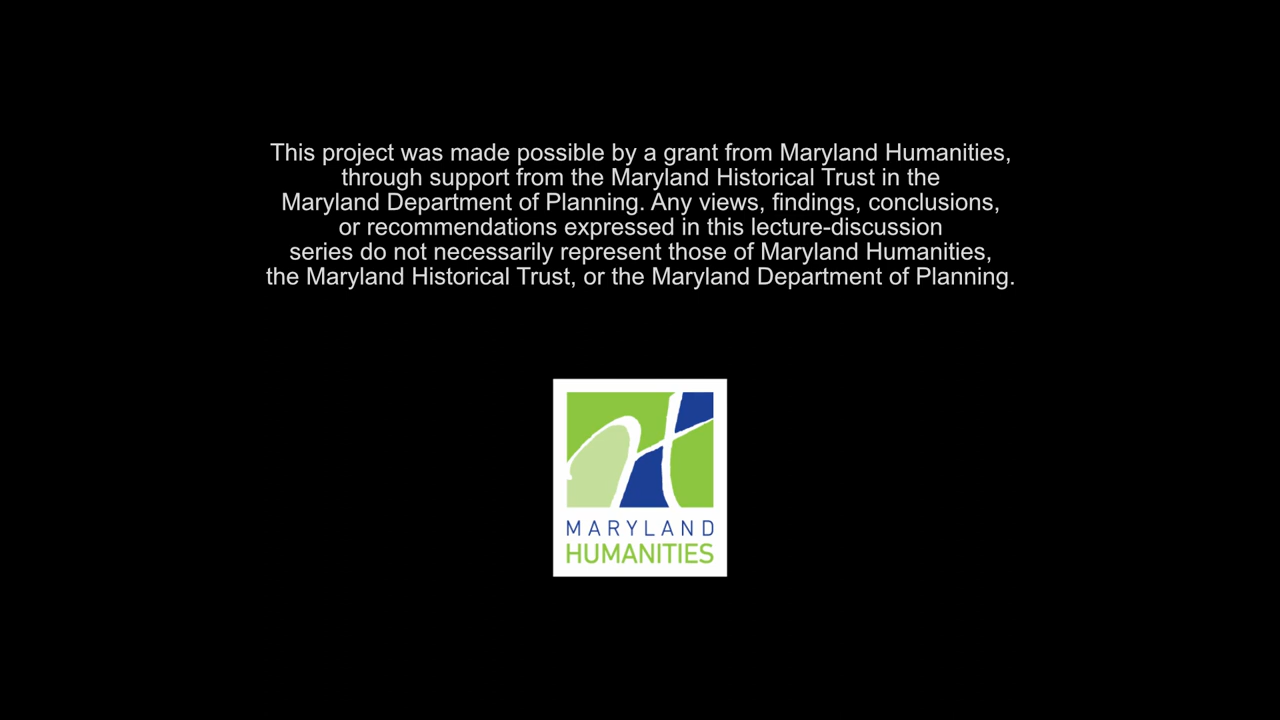 This project was made possible by a grant from Maryland Humanities,
through support from the Maryland Historical Trust in the
Maryland Department of Planning. Any views, findings, conclusions,
or recommendations expressed in this lecture-discussion
series do not necessarily represent those of Maryland Humanities,
the Maryland Historical Trust, or the Maryland Department of Planning.
MARYLAND
HUMANITIES